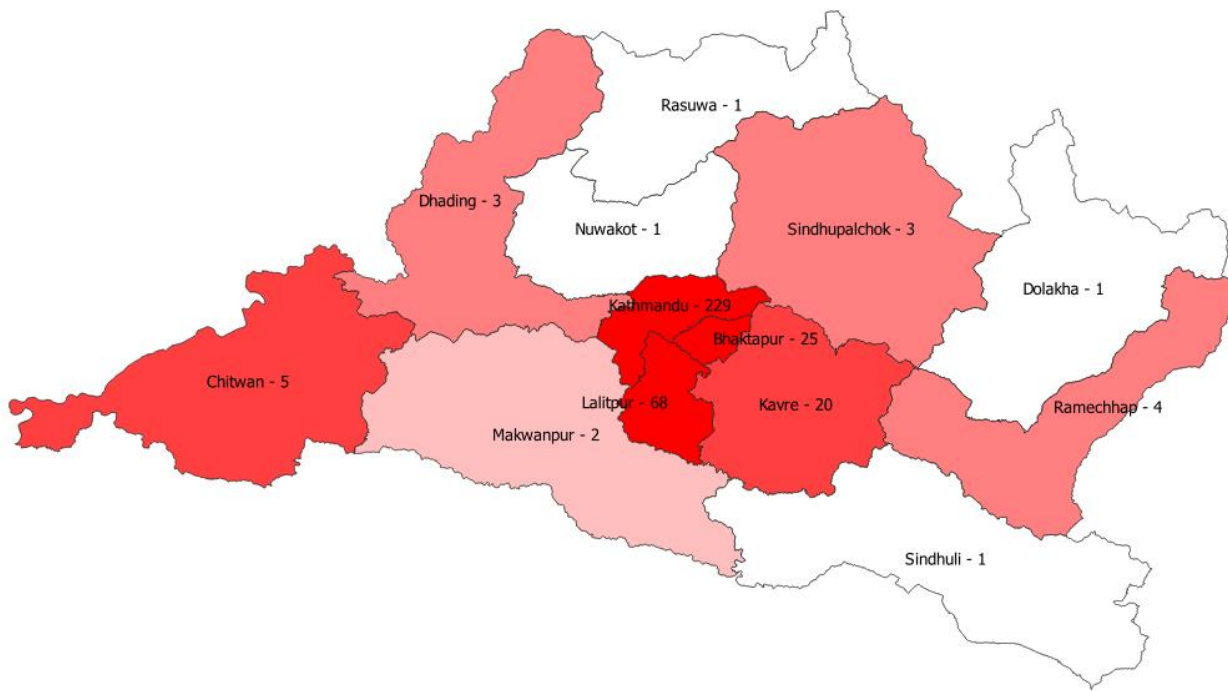 Rasuwa - 1
Dhading - 3
Nuwakot - 1
Sindhupalchok - 3
Dolakha - 1
Kathmandu - 229
Bhaktapur - 25
Chitwan - 5
Lalitpur - 68
Kavre - 20
Ramechhap - 4
Makwanpur - 2
Sindhuli - 1